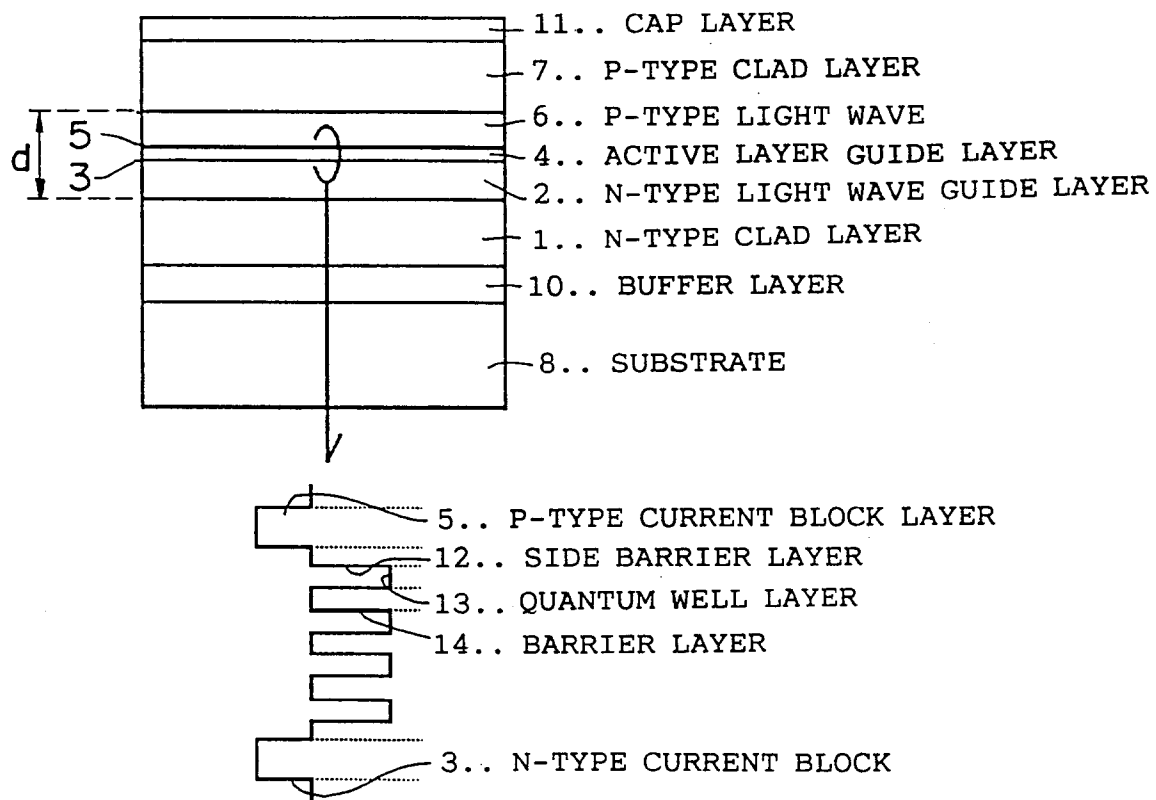 11.. CAP LAYER
7.. P-TYPE CLAD LAYER
6.. P-TYPE LIGHT WAVE
5
4.. ACTIVE LAYER GUIDE LAYER
d
3
2.. N-TYPE LIGHT WAVE GUIDE LAYER
1.. N-TYPE CLAD LAYER
10.. BUFFER LAYER
8.. SUBSTRATE
5.. P-TYPE CURRENT BLOCK LAYER
12.. SIDE BARRIER LAYER
13.. QUANTUM WELL LAYER
14.. BARRIER LAYER
3.. N-TYPE CURRENT BLOCK